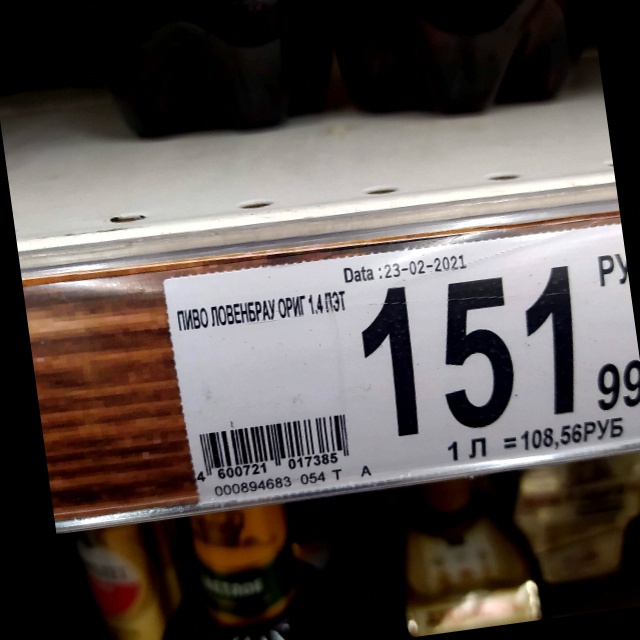 Data :23-02-2021
ПИВО ЛОВЕНБРАУ ОРИГ 1.4 ПЭТ
151
99
1 Л =108,56РУБ
4 600721 017385
000894683 054 Т А